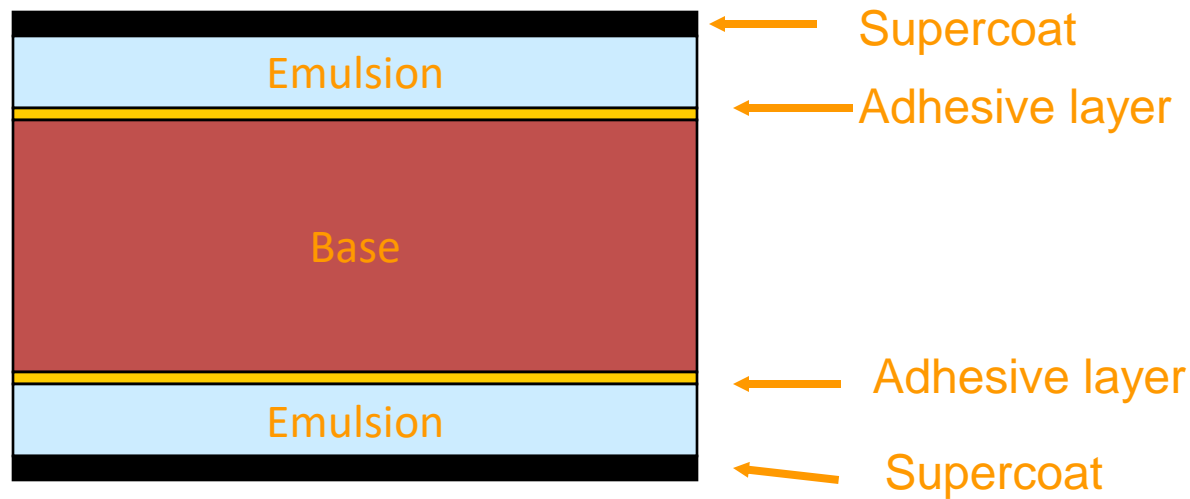 Supercoat
Emulsion
Adhesive layer
Base
Adhesive layer
Emulsion
Supercoat